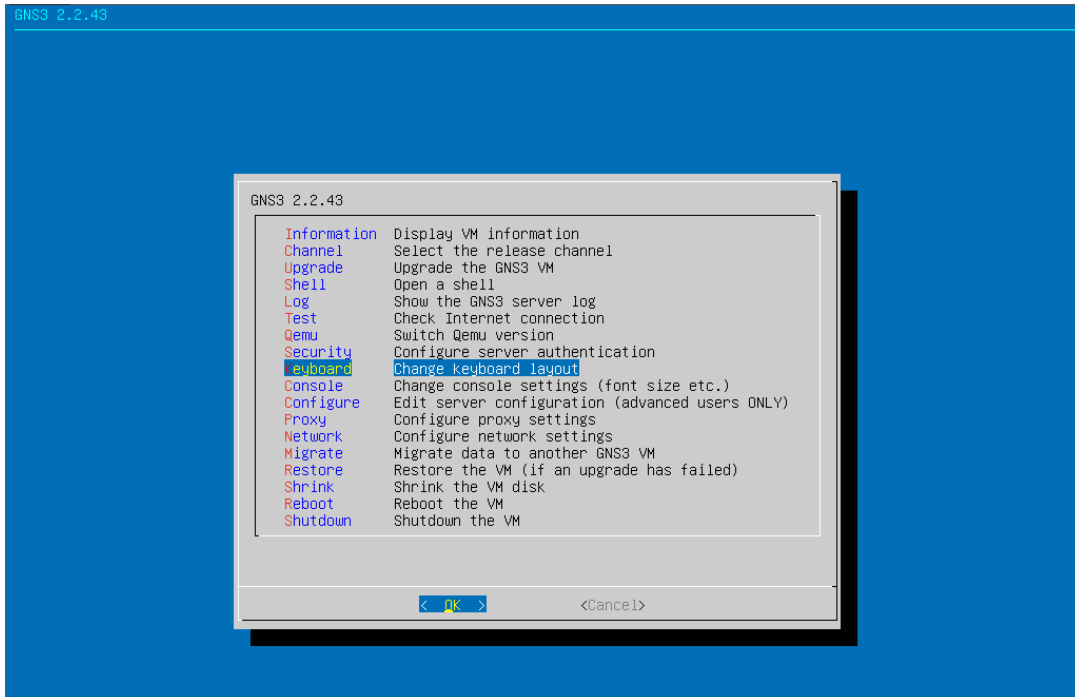 GNS3 2.2.43
GNS3 2.2.43
Information Display VM information
Channel Select the release channel
Upgrade Upgrade the GNS3 VM
Shell Open a shell
Log Show the GNS3 server log
Test Check Internet connection
Qemu Switch Qemu version
Security Configure server authentication
Keyboard Change keyboard layout
Console Change console settings (font size etc.)
Configure Edit server configuration (advanced users ONLY)
Proxy Configure proxy settings
Network Configure network settings
Migrate Migrate data to another GNS3 VM
Restore Restore the VM (if an upgrade has failed)
Shrink Shrink the VM disk
Reboot Reboot the VM
Shutdown Shutdown the VM
< OK > <Cancel>